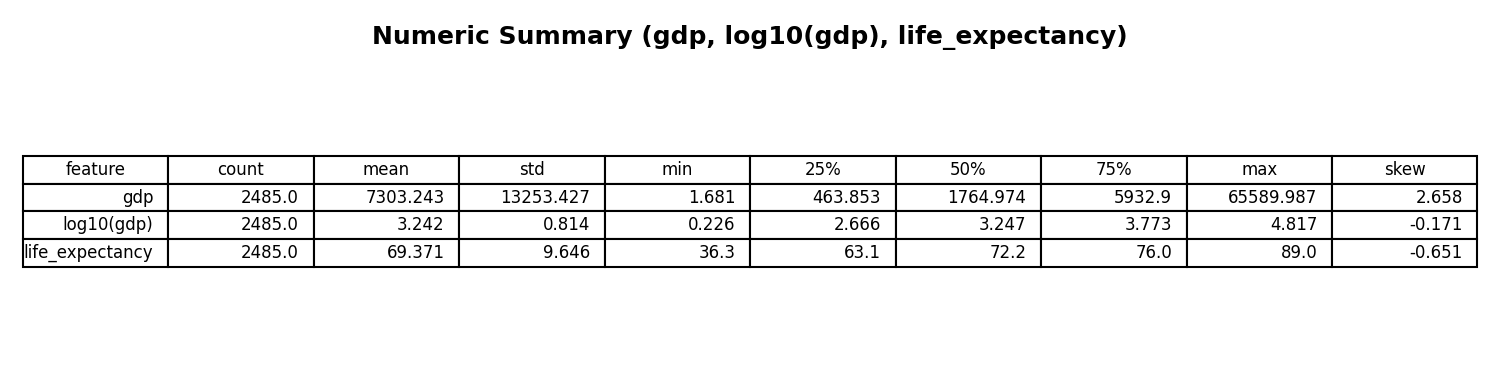 Numeric Summary (gdp, log10(gdp), life_expectancy)
feature count mean std min 25% 50% 75% max skew
gdp 2485.0 7303.243 13253.427 1.681 463.853 1764.974 5932.9 65589.987 2.658
log10(gdp) 2485.0 3.242 0.814 0.226 2.666 3.247 3.773 4.817 -0.171
life_expectancy 2485.0 69.371 9.646 36.3 63.1 72.2 76.0 89.0 -0.651